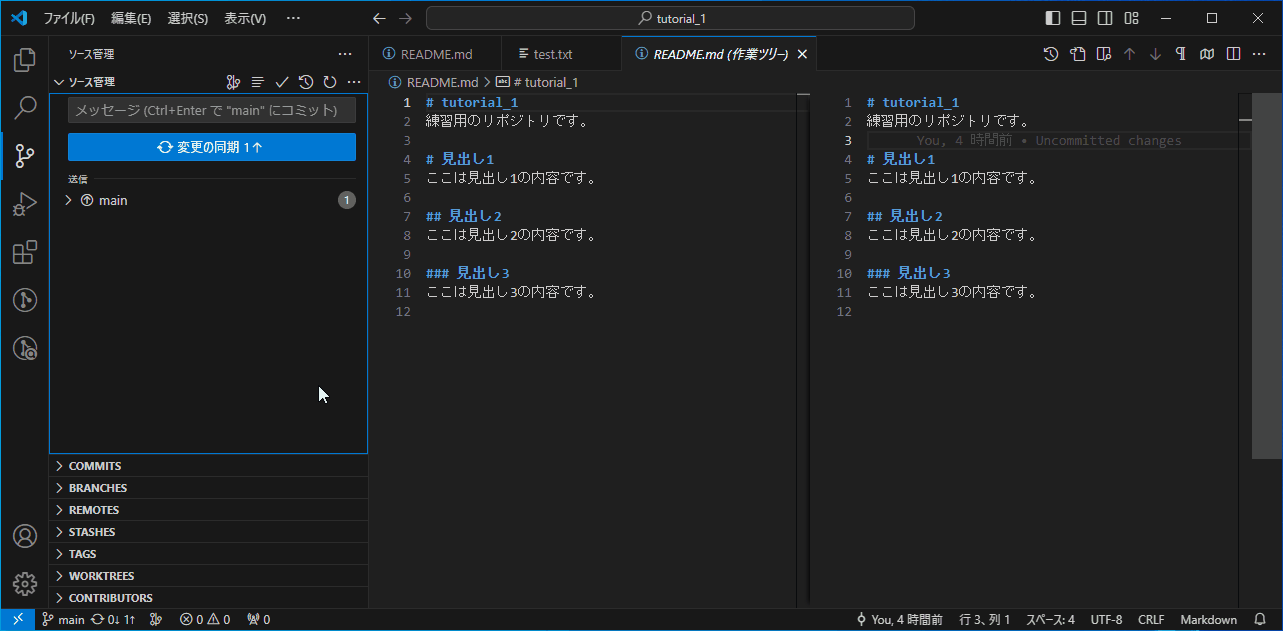 ファイル(F) 編集(E) 選択(S) 表示(V) ··· tutorial_1
ソース管理 ···
ソース管理 ···
メッセージ (Ctrl+Enter で "main" にコミット)
変更の同期 1↑
送信
main 1
COMMITS
BRANCHES
REMOTES
STASHES
TAGS
WORKTREES
CONTRIBUTORS
README.md test.txt README.md (作業ツリー)
README.md > # tutorial_1
1 # tutorial_1
2 練習用のリポジトリです。
3
4 # 見出し1
5 ここは見出し1の内容です。
6
7 ## 見出し2
8 ここは見出し2の内容です。
9
10 ### 見出し3
11 ここは見出し3の内容です。
12
1 # tutorial_1
2 練習用のリポジトリです。
3 You, 4 時間前 • Uncommitted changes
4 # 見出し1
5 ここは見出し1の内容です。
6
7 ## 見出し2
8 ここは見出し2の内容です。
9
10 ### 見出し3
11 ここは見出し3の内容です。
12
main 0↓ 1↑ 0 0 0 You, 4 時間前 行 3、列 1 スペース: 4 UTF-8 CRLF Markdown